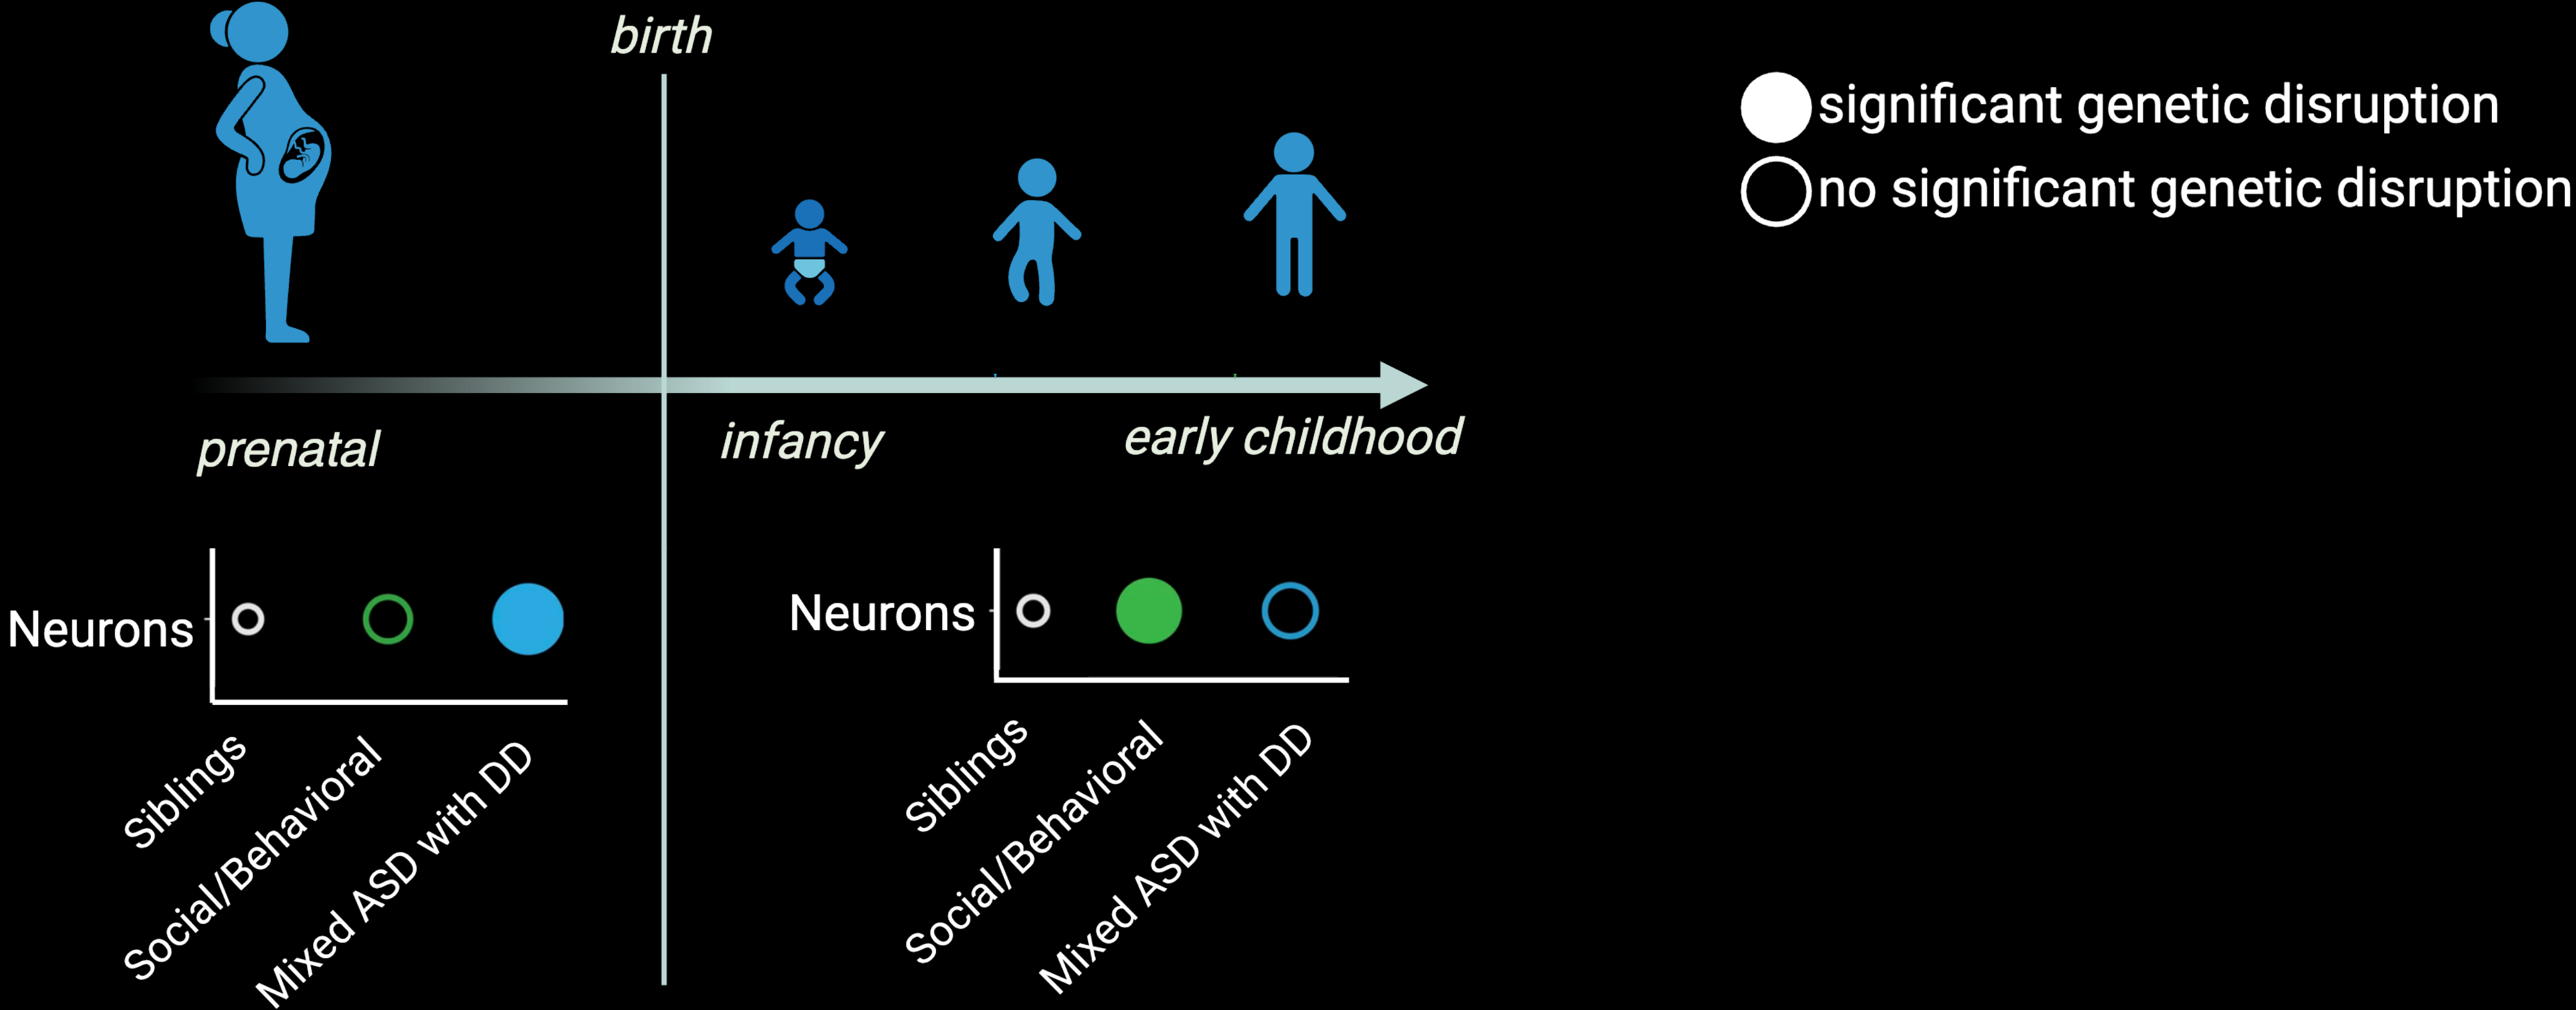 birth
significant genetic disruption
no significant genetic disruption
prenatal
infancy
early childhood
Neurons
Siblings
Social/Behavioral
Mixed ASD with DD
Neurons
Siblings
Social/Behavioral
Mixed ASD with DD